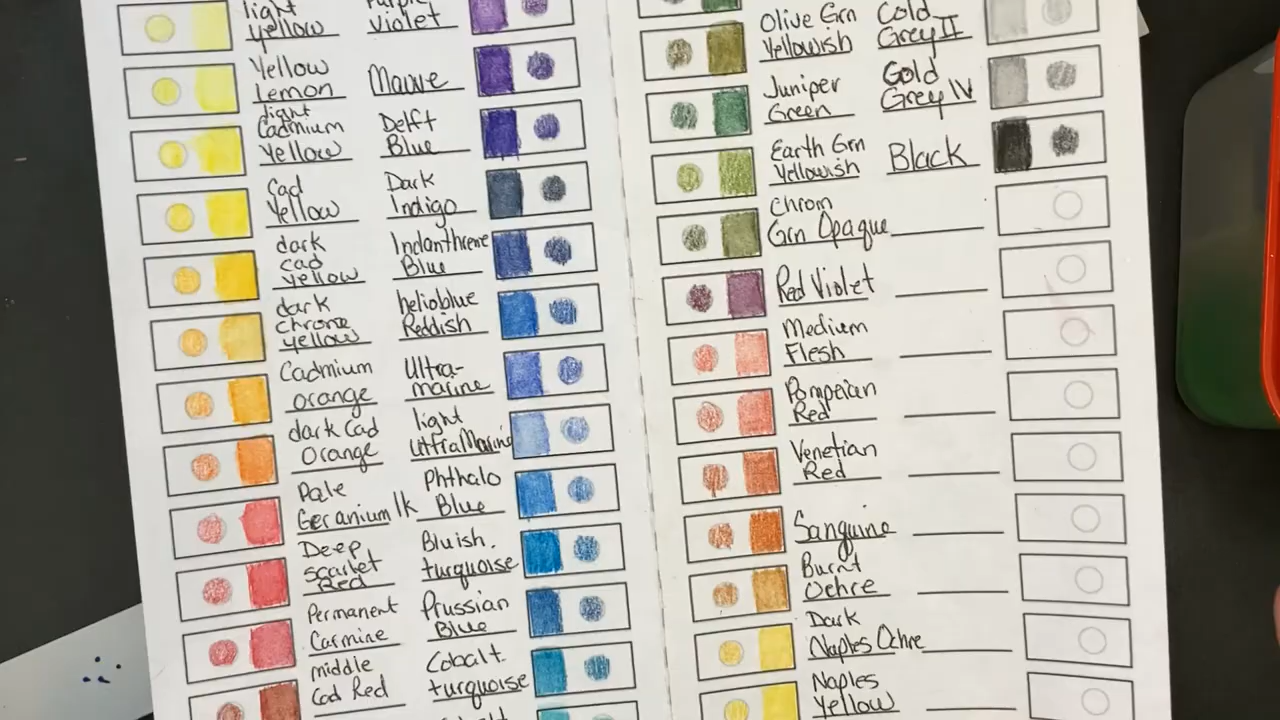 light
yellow
Yellow
Lemon
light
Cadmium
Yellow
Cad
Yellow
dark
cad
yellow
dark
chrone
yellow
Cadmium
orange
dark Cad
Orange
Pale
Geranium lk
Deep
Scarlet
Red
Permanent
Carmine
middle
Cad Red
Purple
Violet
Mauve
Delft
Blue
Dark
Indigo
Indanthrene
Blue
helioblue
Reddish
Ultra-
marine
light
UltraMarine
Phthalo
Blue
Bluish.
turquoise
Prussian
Blue
Cobalt
turquoise
Olive Grn
Yellowish
Juniper
Green
Earth Grn
Yellowish
Chrom
Grn Opaque
Red Violet
Medium
Flesh
Pompeian
Red
Venetian
Red
Sanguine
Burnt
Ochre
Dark
Naples Ochre
Naples
Yellow
Cold
Grey II
Gold
Grey IV
Black